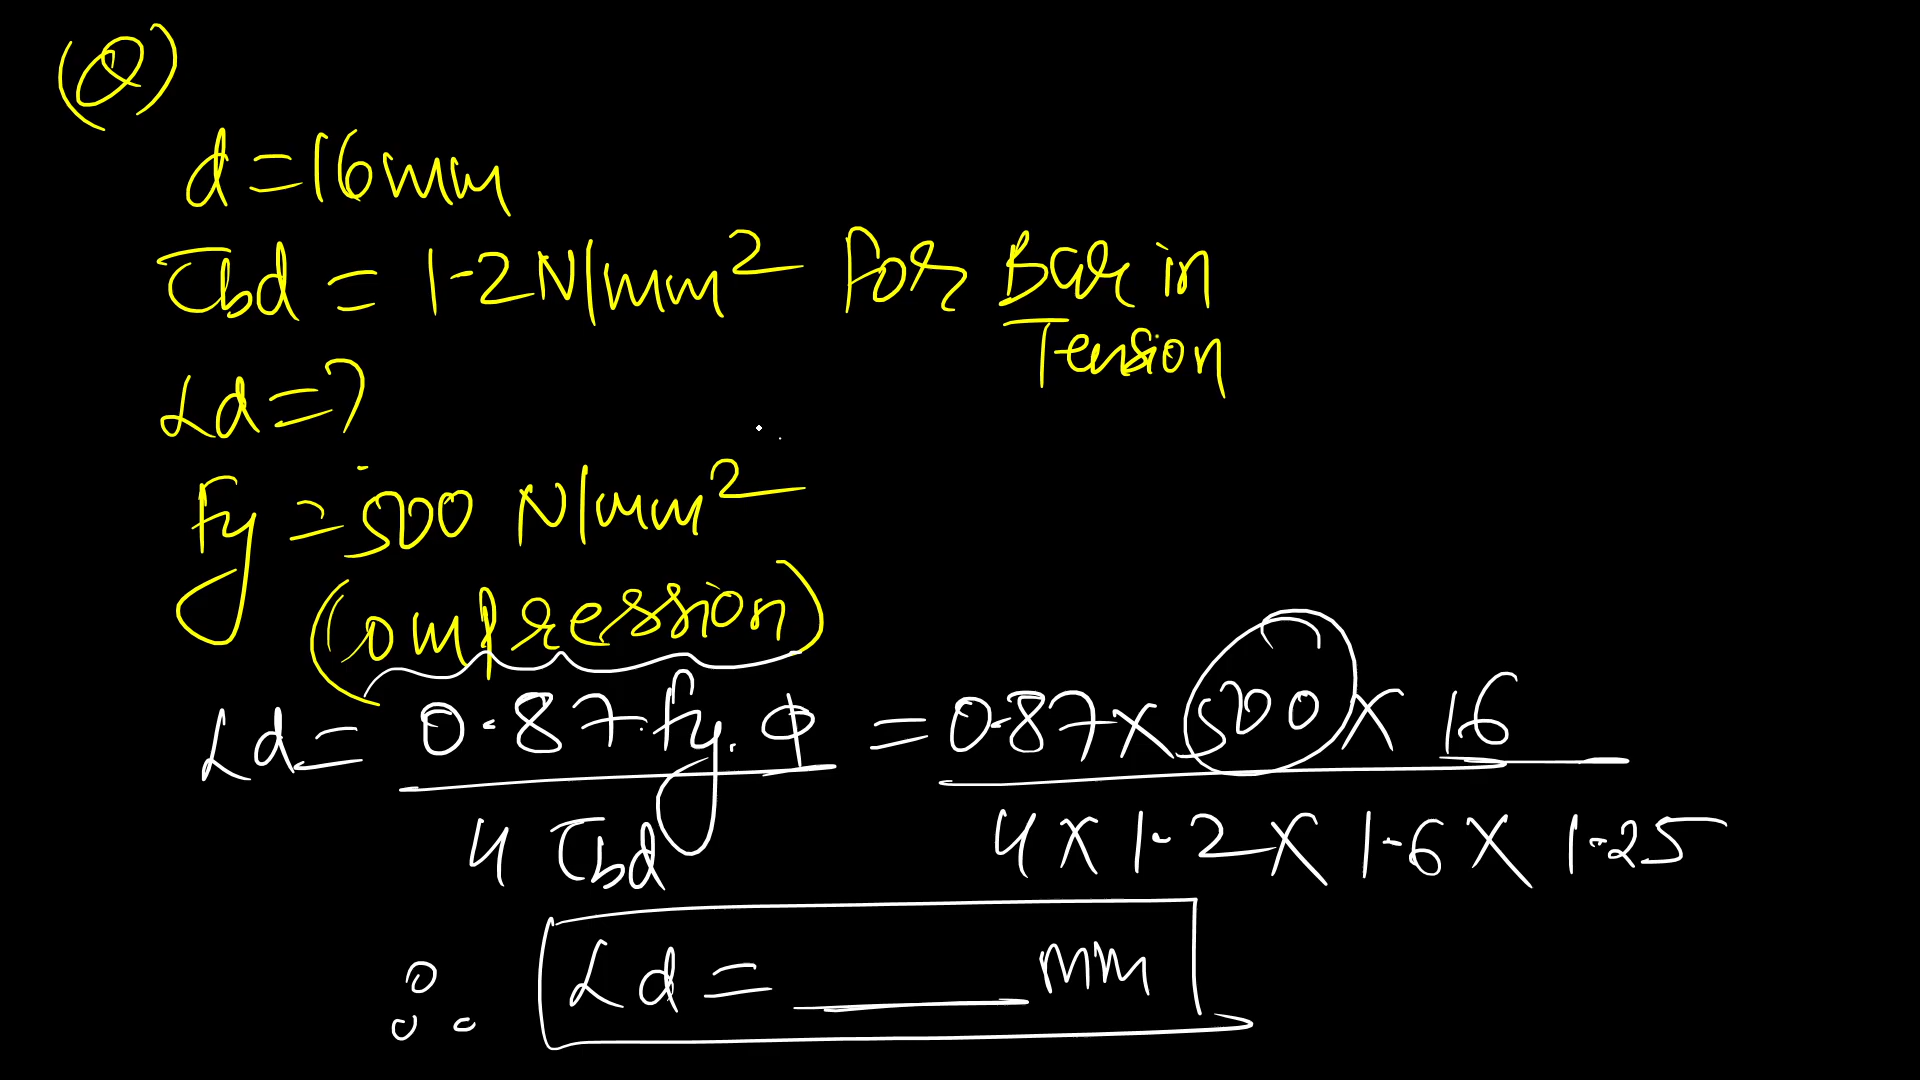 (Q)
d=16mm
τbd = 1.2N/mm² For Bar in
Tension
Ld=?
Fy = 500 N/mm²
(Compression)
Ld = 0.87.fy.φ / 4 τbd = 0.87×500×16 / 4×1.2×1.6×1.25
∴ Ld = ____ mm